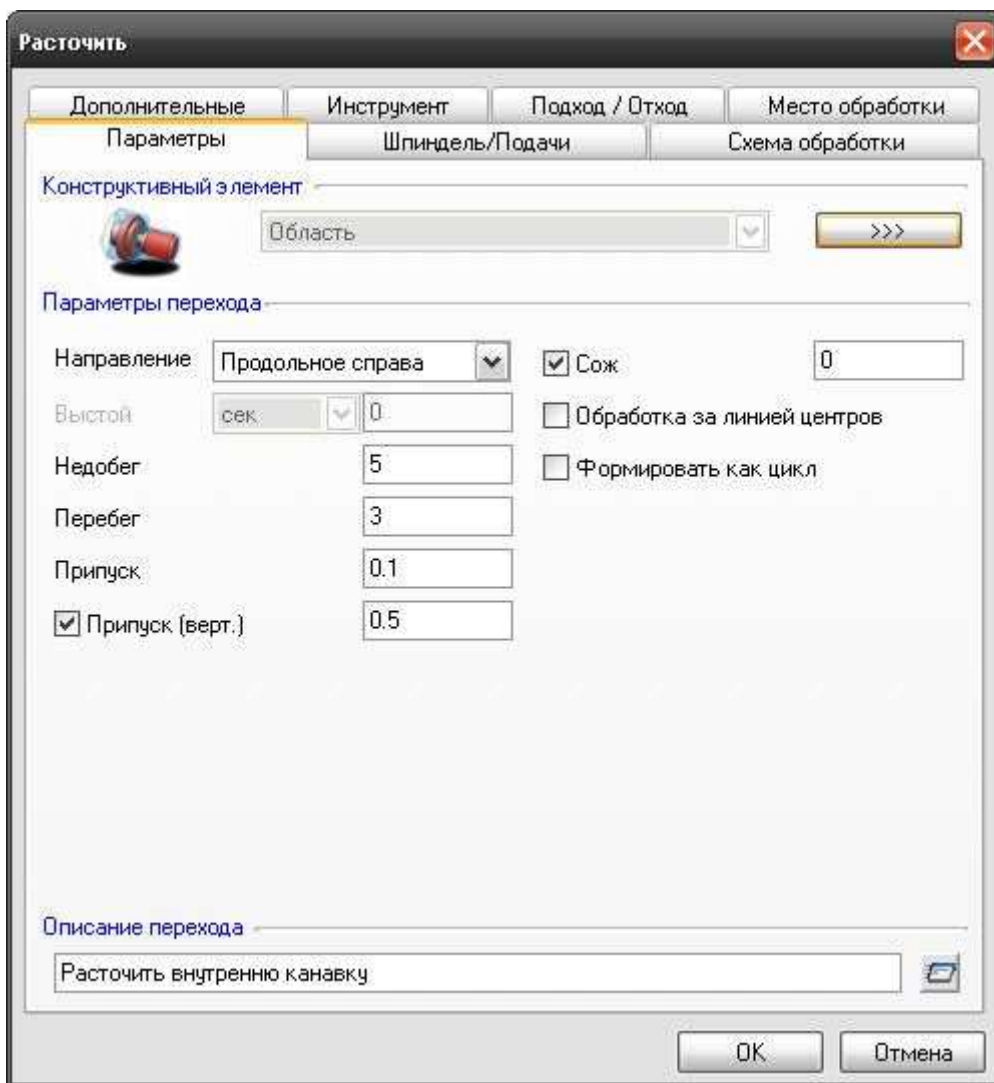 Расточить
Дополнительные Инструмент Подход / Отход Место обработки
Параметры Шпиндель/Подачи Схема обработки
Конструктивный элемент
Область >>>
Параметры перехода
Направление Продольное справа Сож 0
Выстой сек 0 Обработка за линией центров
Недобег 5 Формировать как цикл
Перебег 3
Припуск 0.1
Припуск (верт.) 0.5
Описание перехода
Расточить внутренню канавку
OK Отмена